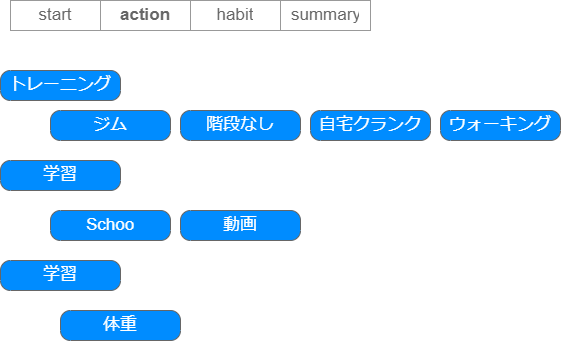 start action habit summary
トレーニング
ジム 階段なし 自宅クランク ウォーキング
学習
Schoo 動画
学習
体重